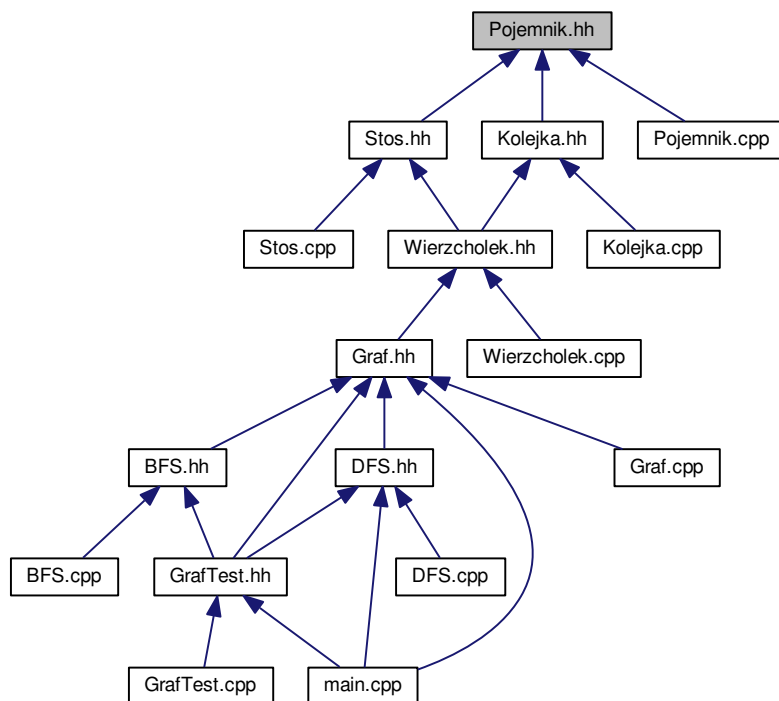 Pojemnik.hh
Stos.hh
Kolejka.hh
Pojemnik.cpp
Stos.cpp
Wierzcholek.hh
Kolejka.cpp
Graf.hh
Wierzcholek.cpp
BFS.hh
DFS.hh
Graf.cpp
BFS.cpp
GrafTest.hh
DFS.cpp
GrafTest.cpp
main.cpp